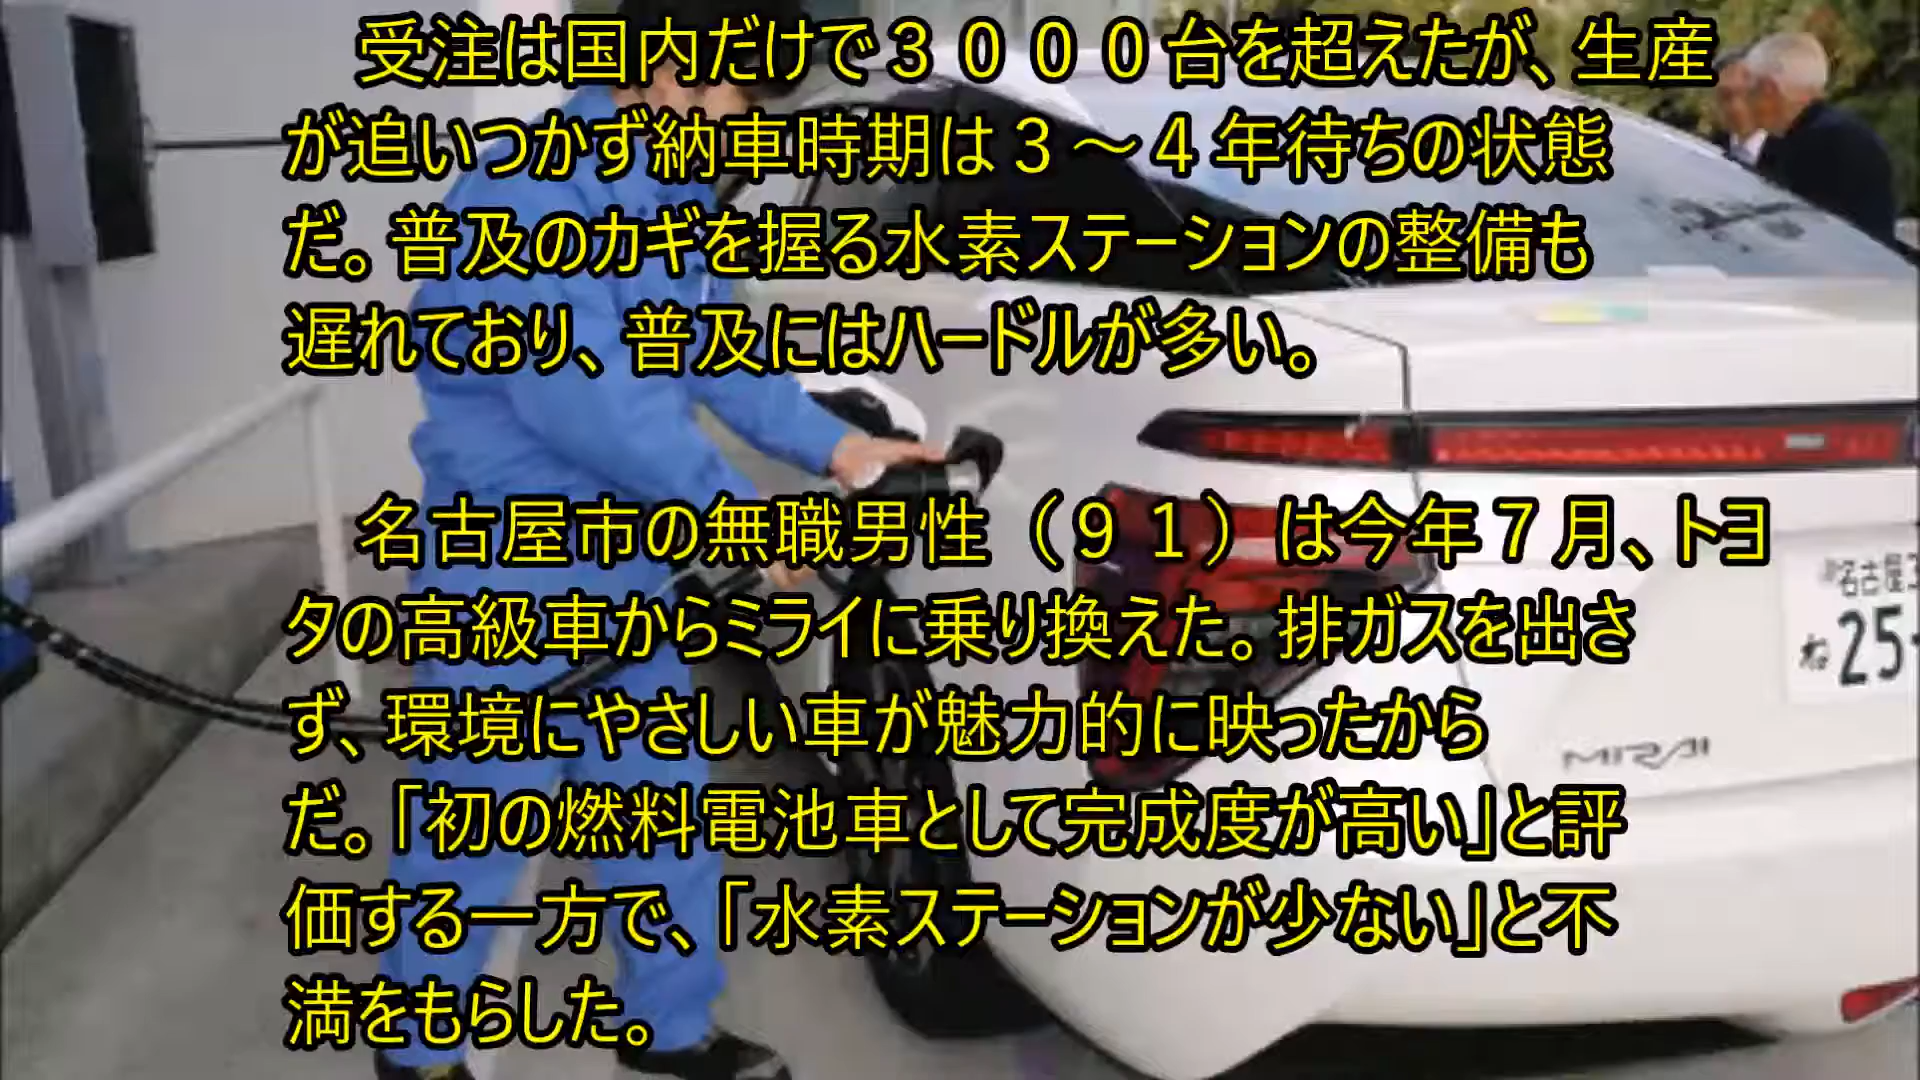 受注は国内だけで３０００台を超えたが、生産
が追いつかず納車時期は３～４年待ちの状態
だ。普及のカギを握る水素ステーションの整備も
遅れており、普及にはハードルが多い。
名古屋市の無職男性（９１）は今年７月、トヨ
タの高級車からミライに乗り換えた。排ガスを出さ
ず、環境にやさしい車が魅力的に映ったから
だ。「初の燃料電池車として完成度が高い」と評
価する一方で、「水素ステーションが少ない」と不
満をもらした。
名古屋
ね 25
MIRAI